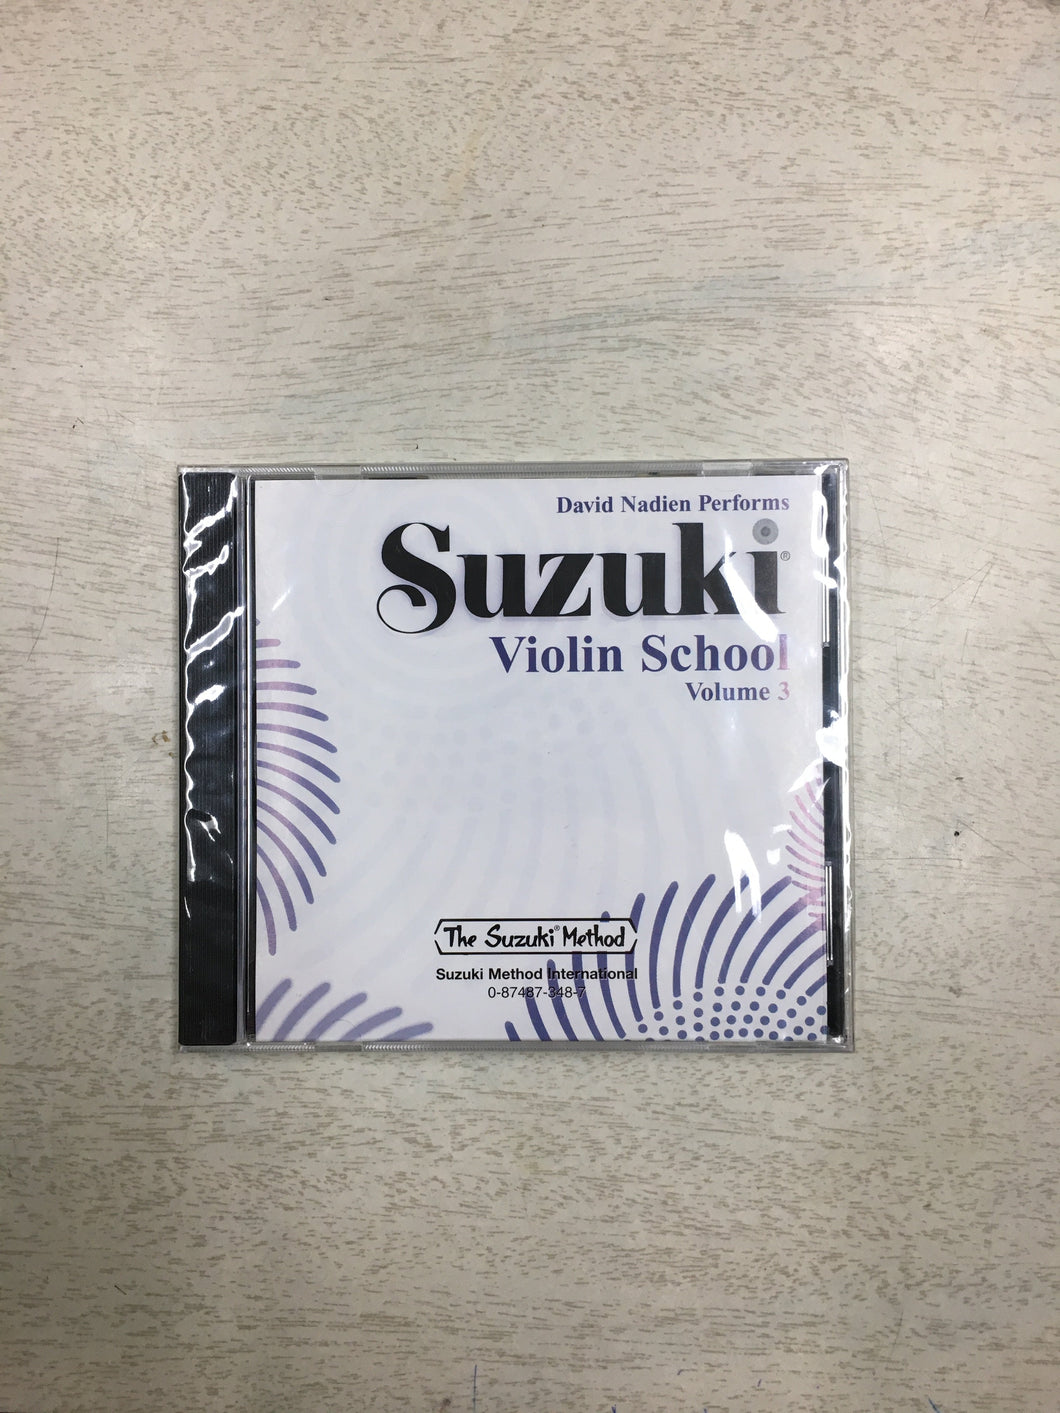 David Nadien Performs
Suzuki®
Violin School
Volume 3
The Suzuki® Method
Suzuki Method International
0-87487-348-7